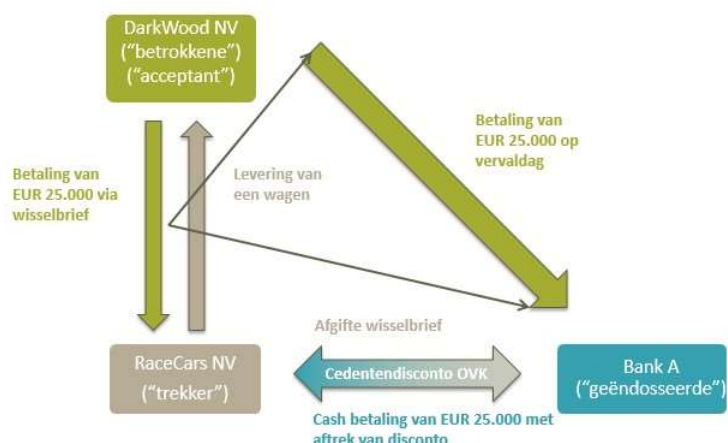 DarkWood NV
(“betrokkene”)
(“acceptant”)
Betaling van
EUR 25.000 op
vervaldag
Betaling van
EUR 25.000 via
wisselbrief
Levering van
een wagen
Afgifte wisselbrief
RaceCars NV
(“trekker”)
Cedentendisconto OVK
Bank A
(“geëndosseerde”)
Cash betaling van EUR 25.000 met
aftrek van disconto